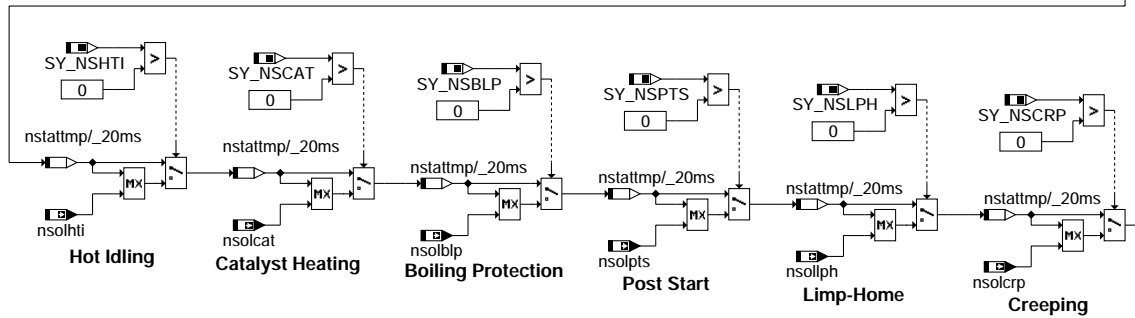 SY_NSHTI
>
0
nstattmp/_20ms
MX
nsolhti
Hot Idling
SY_NSCAT
>
0
nstattmp/_20ms
MX
nsolcat
Catalyst Heating
SY_NSBLP
>
0
nstattmp/_20ms
MX
nsolblp
Boiling Protection
SY_NSPTS
>
0
nstattmp/_20ms
MX
nsolpts
Post Start
SY_NSLPH
>
0
nstattmp/_20ms
MX
nsollph
Limp-Home
SY_NSCRP
>
0
nstattmp/_20ms
MX
nsolcrp
Creeping